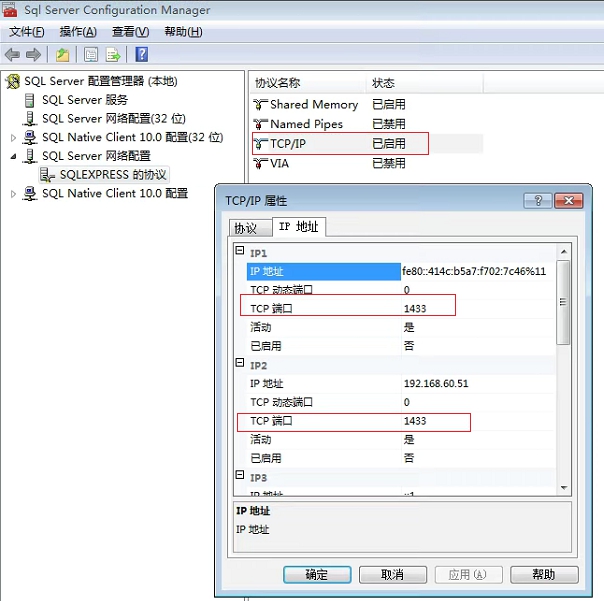 Sql Server Configuration Manager
文件(F) 操作(A) 查看(V) 帮助(H)
SQL Server 配置管理器 (本地)
SQL Server 服务
SQL Server 网络配置(32 位)
SQL Native Client 10.0 配置(32 位)
SQL Server 网络配置
SQLEXPRESS 的协议
SQL Native Client 10.0 配置
协议名称 状态
Shared Memory 已启用
Named Pipes 已禁用
TCP/IP 已启用
VIA 已禁用
TCP/IP 属性
协议 IP 地址
IP1
IP 地址 fe80::414c:b5a7:f702:7c46%11
TCP 动态端口 0
TCP 端口 1433
活动 是
已启用 否
IP2
IP 地址 192.168.60.51
TCP 动态端口 0
TCP 端口 1433
活动 是
已启用 否
IP3
IP 地址 ::1
IP 地址
IP 地址
确定 取消 应用(A) 帮助